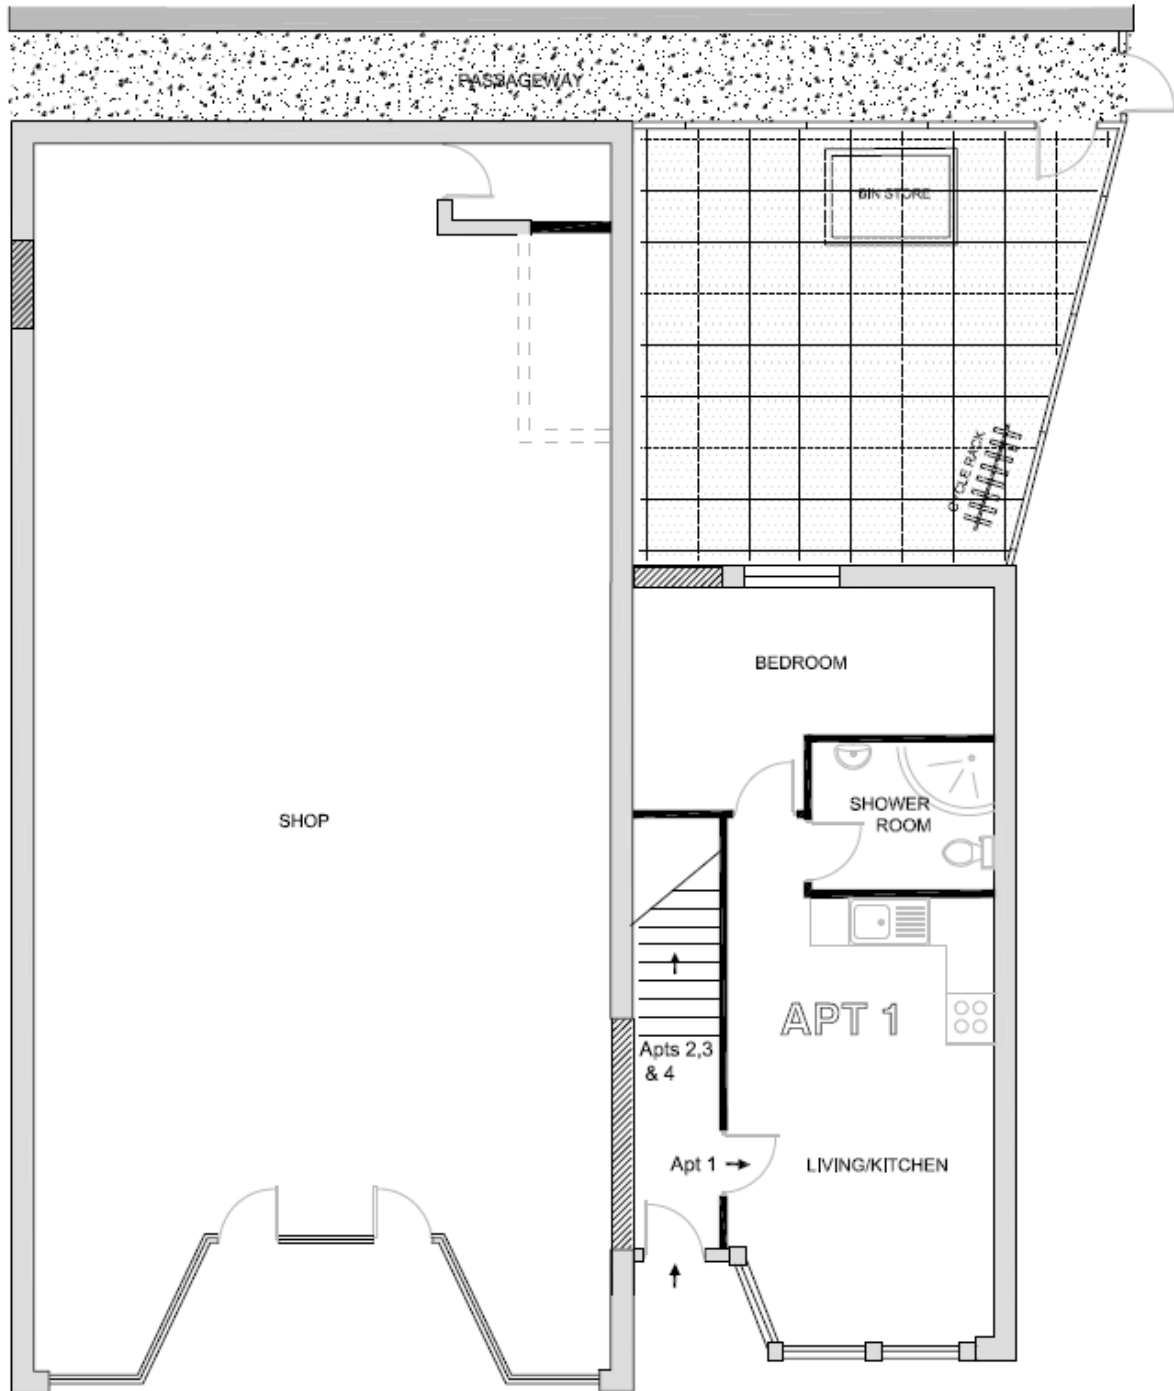 PASSAGEWAY
BIN STORE
CYCLE RACK
BEDROOM
SHOWER
ROOM
SHOP
APT 1
Apts 2,3
& 4
Apt 1
LIVING/KITCHEN